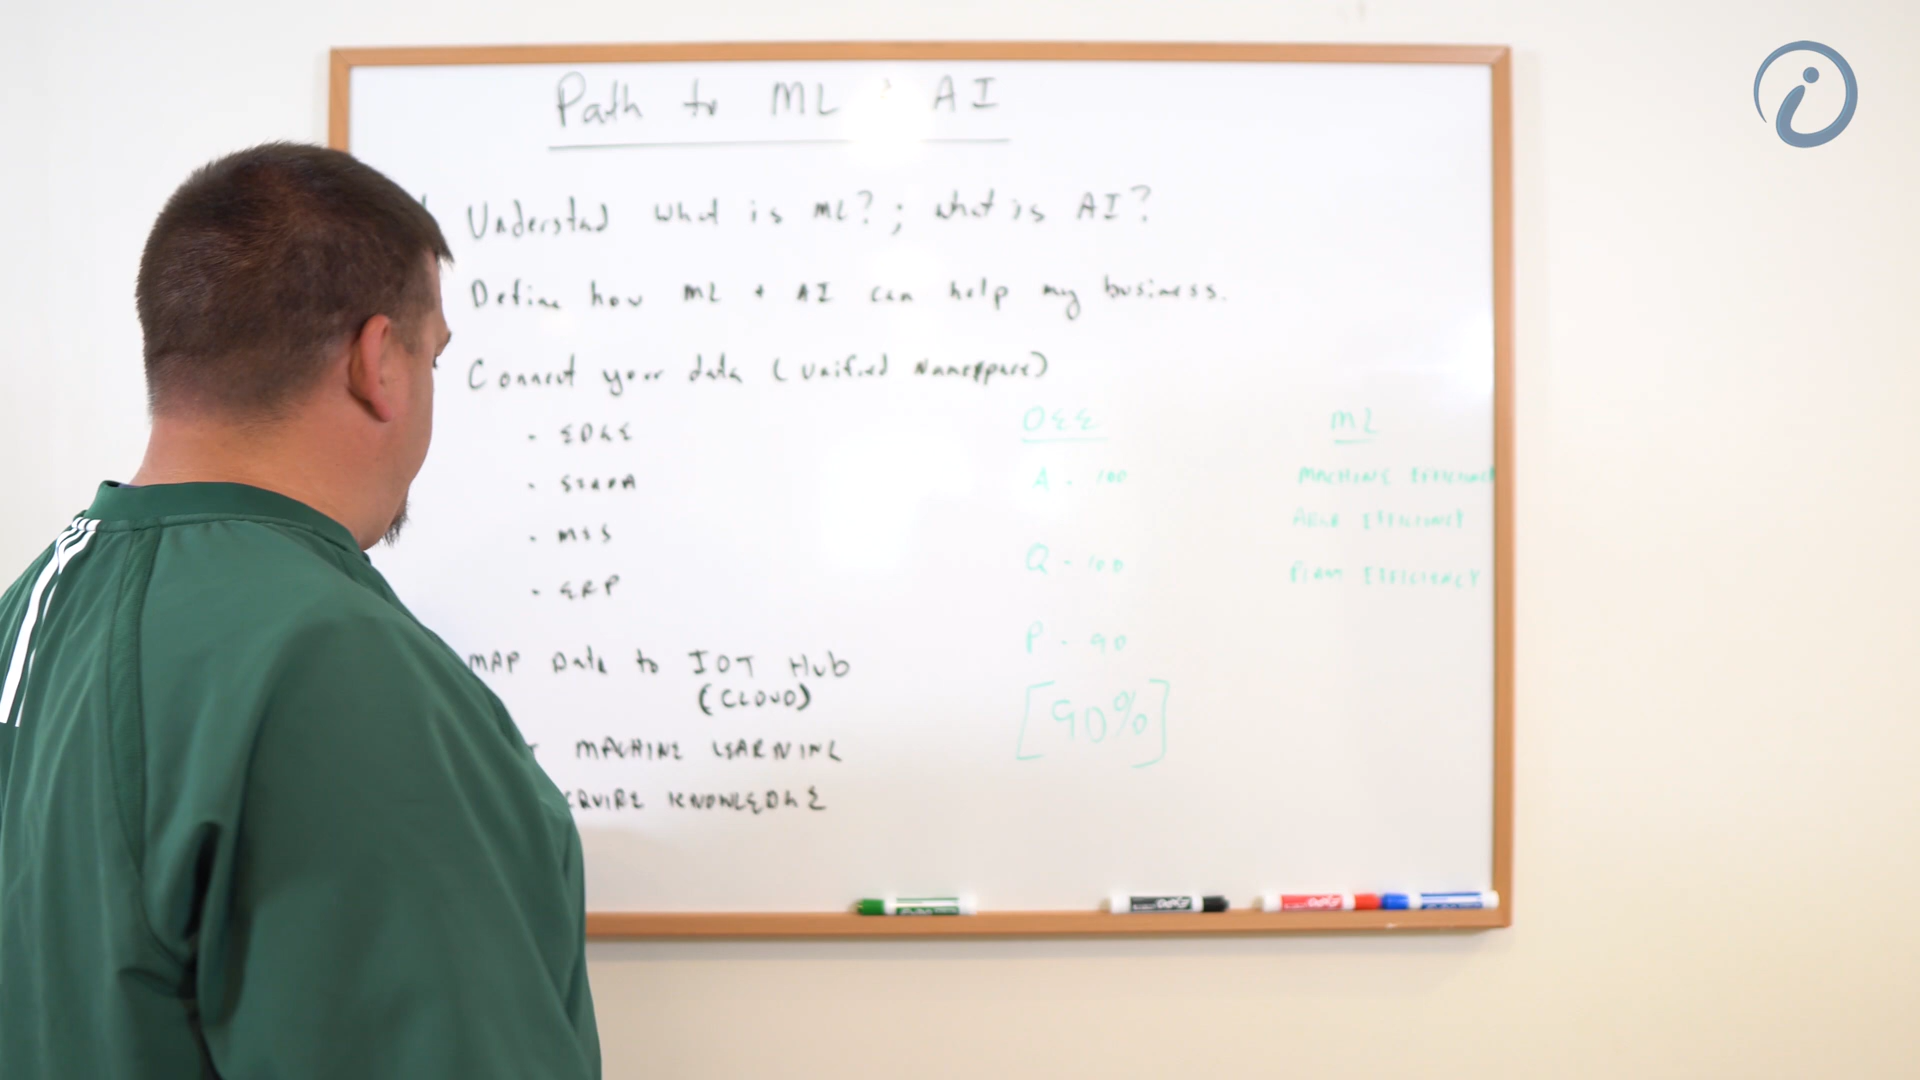 Path to ML + AI
Understand what is ML? ; what is AI?
Define how ML + AI can help my business.
Connect your data (Unified Namespace)
- EDGE
- SCADA
- MES
- ERP
MAP Data to IOT Hub
(CLOUD)
MACHINE LEARNING
KNOWLEDGE
OEE
A - 100
Q - 100
P - 90
[90%]
ML
MACHINE
AREA EFFICIENCY
FIRM EFFICIENCY